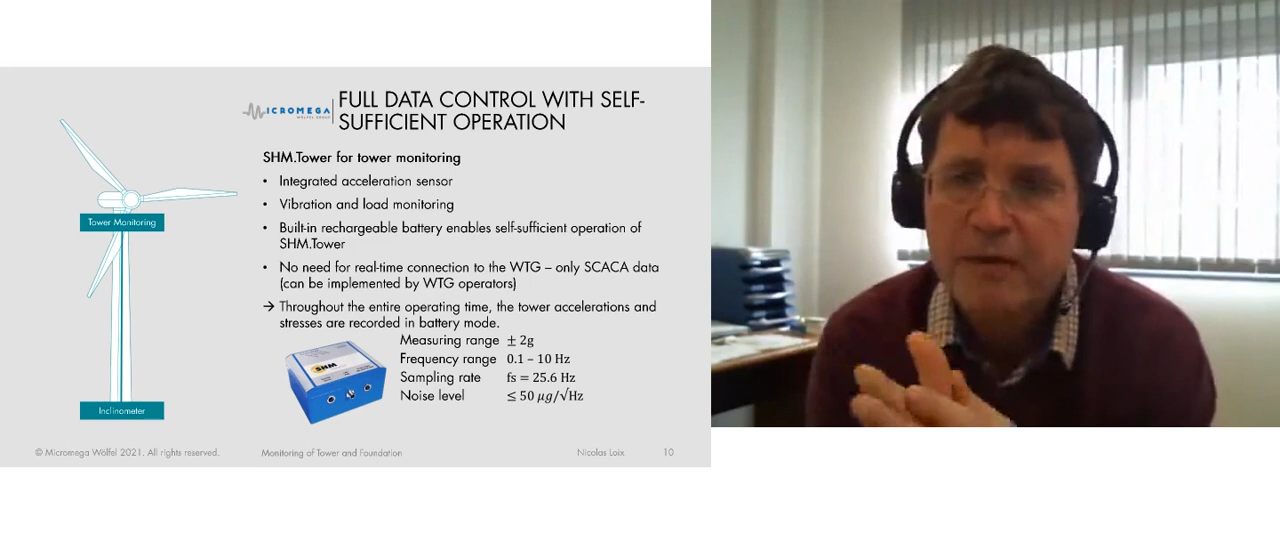 MICROMEGA
WÖLFEL GROUP
FULL DATA CONTROL WITH SELF-
SUFFICIENT OPERATION
SHM.Tower for tower monitoring
• Integrated acceleration sensor
• Vibration and load monitoring
• Built-in rechargeable battery enables self-sufficient operation of
SHM.Tower
• No need for real-time connection to the WTG – only SCACA data
(can be implemented by WTG operators)
→ Throughout the entire operating time, the tower accelerations and
stresses are recorded in battery mode.
Tower Monitoring
Inclinometer
SHM
Measuring range ± 2g
Frequency range 0.1 – 10 Hz
Sampling rate fs = 25.6 Hz
Noise level ≤ 50 µg/√Hz
© Micromega Wölfel 2021. All rights reserved.
Monitoring of Tower and Foundation
Nicolas Loix
10